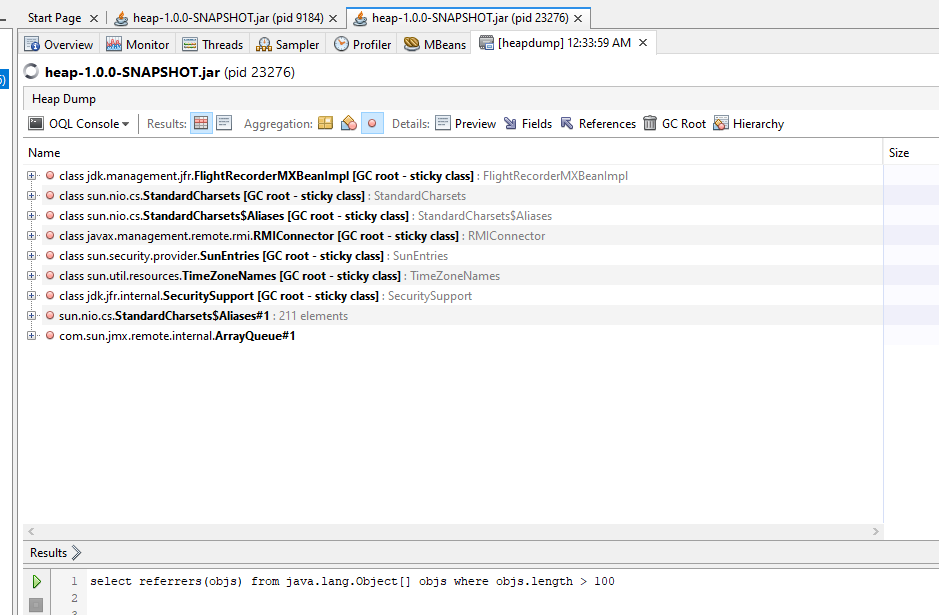 Start Page × heap-1.0.0-SNAPSHOT.jar (pid 9184) × heap-1.0.0-SNAPSHOT.jar (pid 23276) ×
Overview Monitor Threads Sampler Profiler MBeans [heapdump] 12:33:59 AM ×
heap-1.0.0-SNAPSHOT.jar (pid 23276)
Heap Dump
OQL Console Results: Aggregation: Details: Preview Fields References GC Root Hierarchy
Name Size
class jdk.management.jfr.FlightRecorderMXBeanImpl [GC root - sticky class] : FlightRecorderMXBeanImpl
class sun.nio.cs.StandardCharsets [GC root - sticky class] : StandardCharsets
class sun.nio.cs.StandardCharsets$Aliases [GC root - sticky class] : StandardCharsets$Aliases
class javax.management.remote.rmi.RMIConnector [GC root - sticky class] : RMIConnector
class sun.security.provider.SunEntries [GC root - sticky class] : SunEntries
class sun.util.resources.TimeZoneNames [GC root - sticky class] : TimeZoneNames
class jdk.jfr.internal.SecuritySupport [GC root - sticky class] : SecuritySupport
sun.nio.cs.StandardCharsets$Aliases#1 : 211 elements
com.sun.jmx.remote.internal.ArrayQueue#1
Results
1 select referrers(objs) from java.lang.Object[] objs where objs.length > 100
2